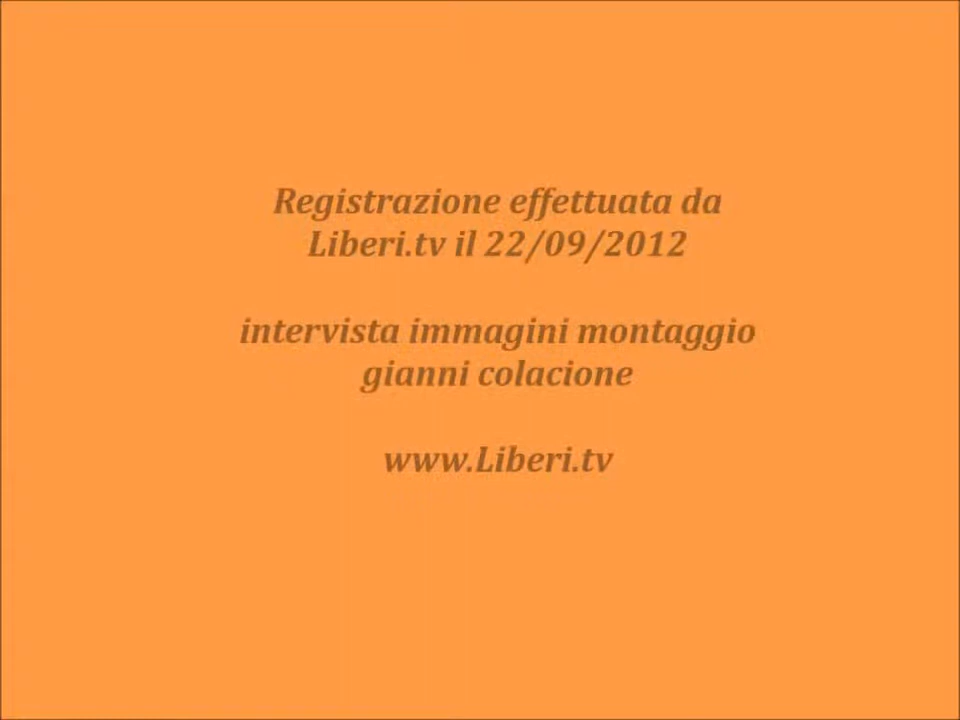 Registrazione effettuata da
Liberi.tv il 22/09/2012
intervista immagini montaggio
gianni colacione
www.Liberi.tv